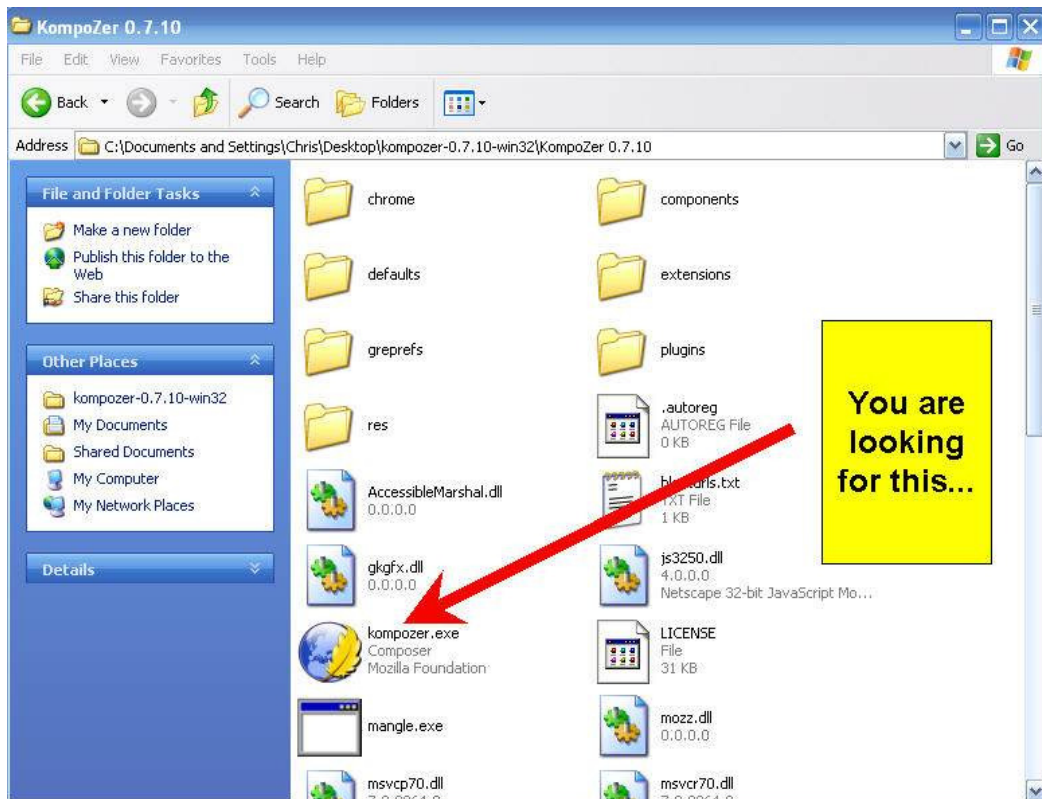 KompoZer 0.7.10
File Edit View Favorites Tools Help
Back Search Folders
Address C:\Documents and Settings\Chris\Desktop\kompozer-0.7.10-win32\KompoZer 0.7.10 Go
File and Folder Tasks
Make a new folder
Publish this folder to the
Web
Share this folder
Other Places
kompozer-0.7.10-win32
My Documents
Shared Documents
My Computer
My Network Places
Details
chrome
components
defaults
extensions
greprefs
plugins
res
.autoreg
AUTOREG File
0 KB
AccessibleMarshal.dll
0.0.0.0
TXT File
1 KB
gkgfx.dll
0.0.0.0
js3250.dll
4.0.0.0
Netscape 32-bit JavaScript Mo...
kompozer.exe
Composer
Mozilla Foundation
LICENSE
File
31 KB
mangle.exe
mozz.dll
0.0.0.0
msvcp70.dll
msvcr70.dll
You are
looking
for this...